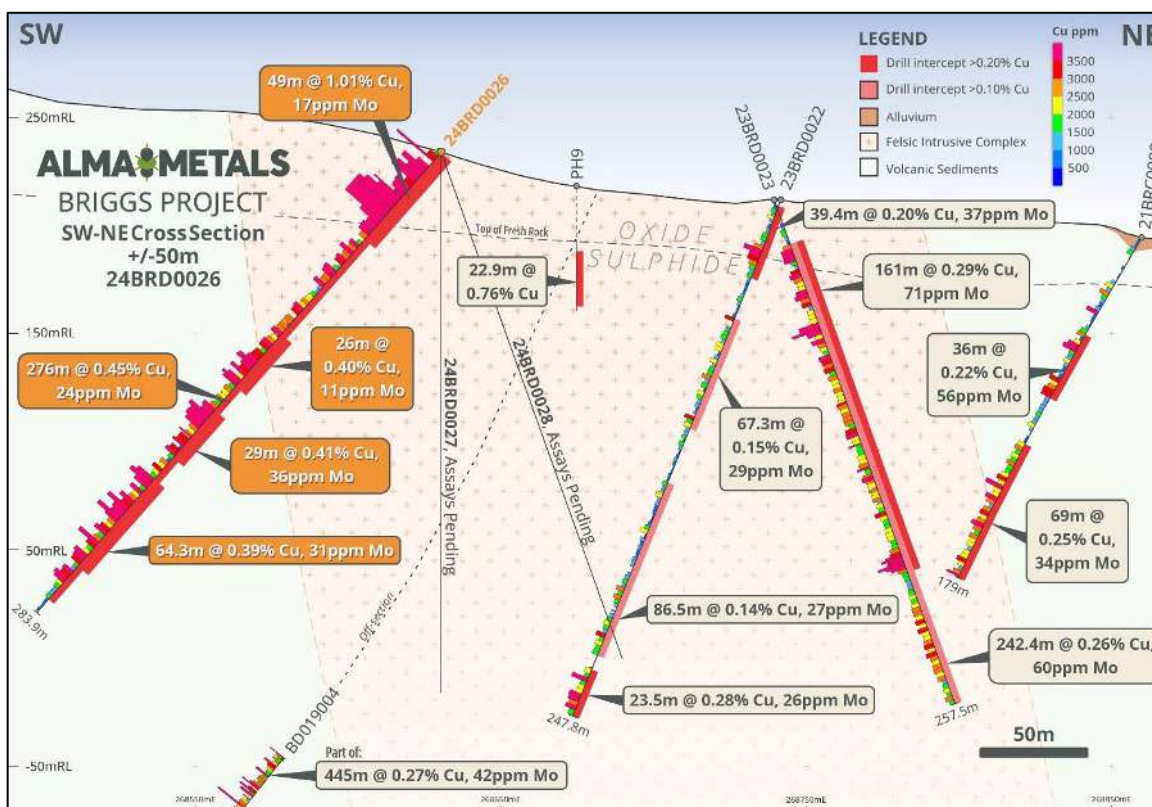 SW
NE
LEGEND
Drill intercept >0.20% Cu
Drill intercept >0.10% Cu
Alluvium
Felsic Intrusive Complex
Volcanic Sediments
Cu ppm
3500
3000
2500
2000
1500
1000
500
250mRL
150mRL
50mRL
-50mRL
ALMA METALS
BRIGGS PROJECT
SW-NE Cross Section
+/-50m
24BRD0026
49m @ 1.01% Cu,
17ppm Mo
24BRD0026
PH9
23BRD0023
23BRD0022
Top of Fresh Rock
OXIDE
SULPHIDE
22.9m @
0.76% Cu
39.4m @ 0.20% Cu, 37ppm Mo
161m @ 0.29% Cu,
71ppm Mo
276m @ 0.45% Cu,
24ppm Mo
26m @
0.40% Cu,
11ppm Mo
29m @ 0.41% Cu,
36ppm Mo
64.3m @ 0.39% Cu, 31ppm Mo
283.9m
24BRD0027, Assays Pending
24BRD0028, Assays Pending
36m @
0.22% Cu,
56ppm Mo
67.3m @
0.15% Cu,
29ppm Mo
69m @
0.25% Cu,
34ppm Mo
179m
86.5m @ 0.14% Cu, 27ppm Mo
242.4m @ 0.26% Cu,
60ppm Mo
23.5m @ 0.28% Cu, 26ppm Mo
247.8m
257.5m
Off-section
BD019004
Part of:
445m @ 0.27% Cu, 42ppm Mo
50m
268550mE
268650mE
268750mE
268850mE